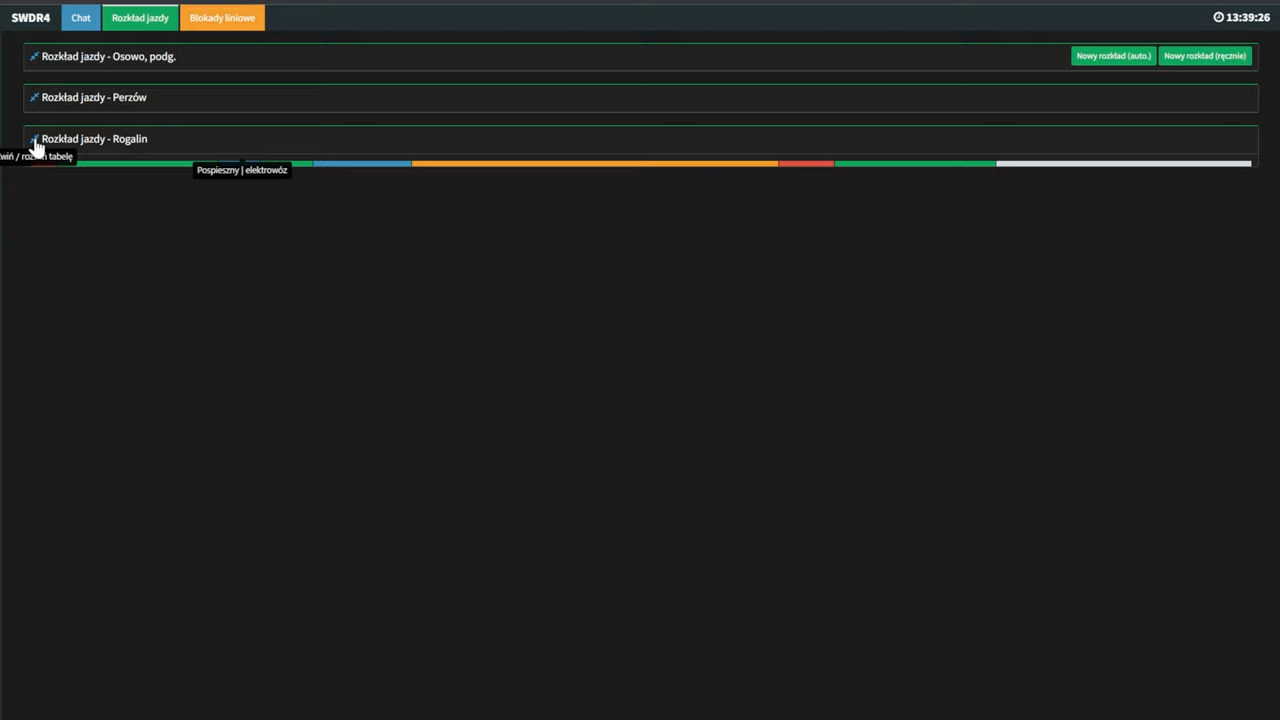 SWDR4 Chat Rozkład jazdy Blokady liniowe 13:39:26
Rozkład jazdy - Osowo, podg. Nowy rozkład (auto.) Nowy rozkład (ręcznie)
Rozkład jazdy - Perzów
Rozkład jazdy - Rogalin
tabelę
Pospieszny | elektrowóz